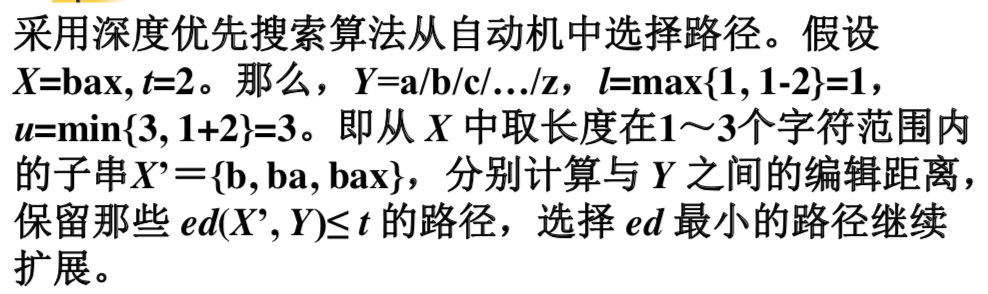 采用深度优先搜索算法从自动机中选择路径。假设
X=bax, t=2。那么，Y=a/b/c/…/z，l=max{1, 1-2}=1，
u=min{3, 1+2}=3。即从 X 中取长度在1～3个字符范围内
的子串X’＝{b, ba, bax}，分别计算与 Y 之间的编辑距离，
保留那些 ed(X’, Y)≤ t 的路径，选择 ed 最小的路径继续
扩展。